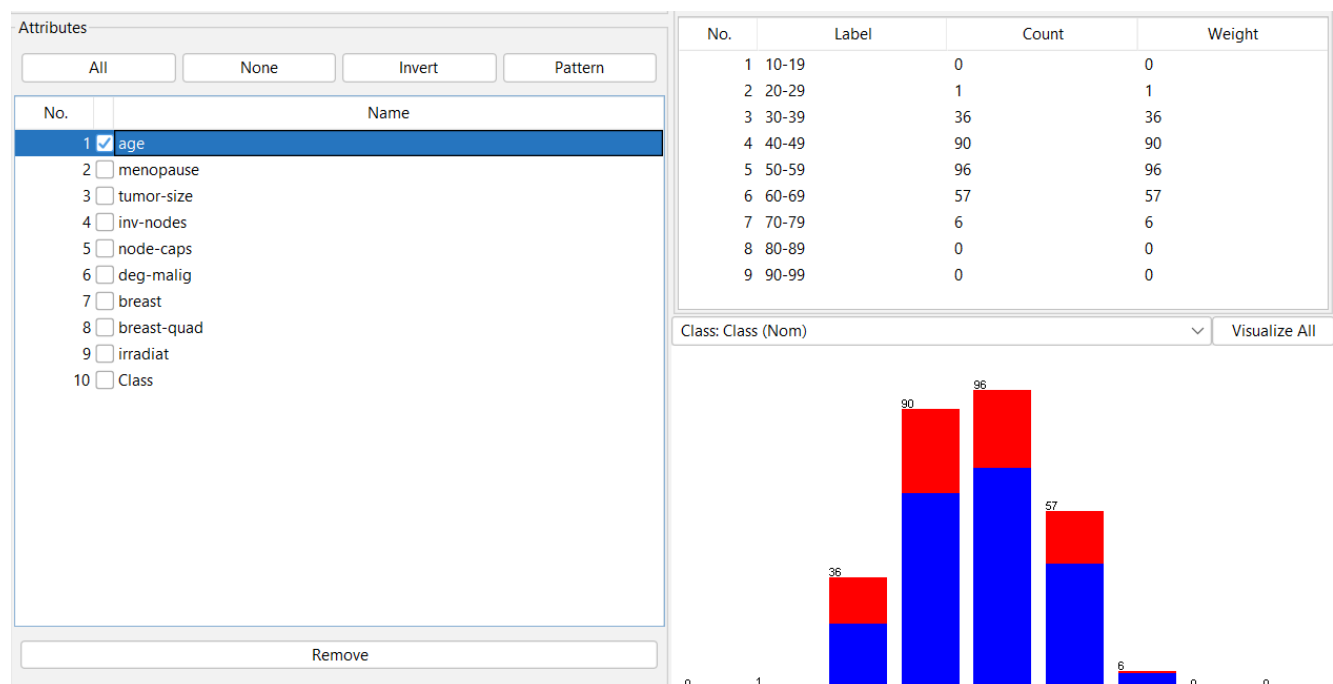 Attributes
All None Invert Pattern
No. Name
1 age
2 menopause
3 tumor-size
4 inv-nodes
5 node-caps
6 deg-malig
7 breast
8 breast-quad
9 irradiat
10 Class
Remove
No. Label Count Weight
1 10-19 0 0
2 20-29 1 1
3 30-39 36 36
4 40-49 90 90
5 50-59 96 96
6 60-69 57 57
7 70-79 6 6
8 80-89 0 0
9 90-99 0 0
Class: Class (Nom) Visualize All
96
90
57
36
6
0 1 0 0